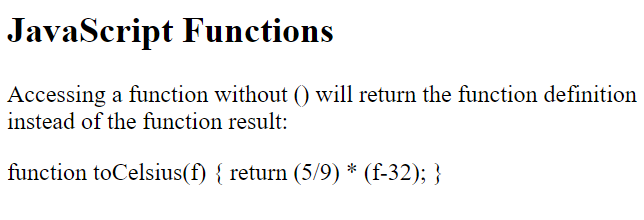 JavaScript Functions
Accessing a function without () will return the function definition
instead of the function result:
function toCelsius(f) { return (5/9) * (f-32); }